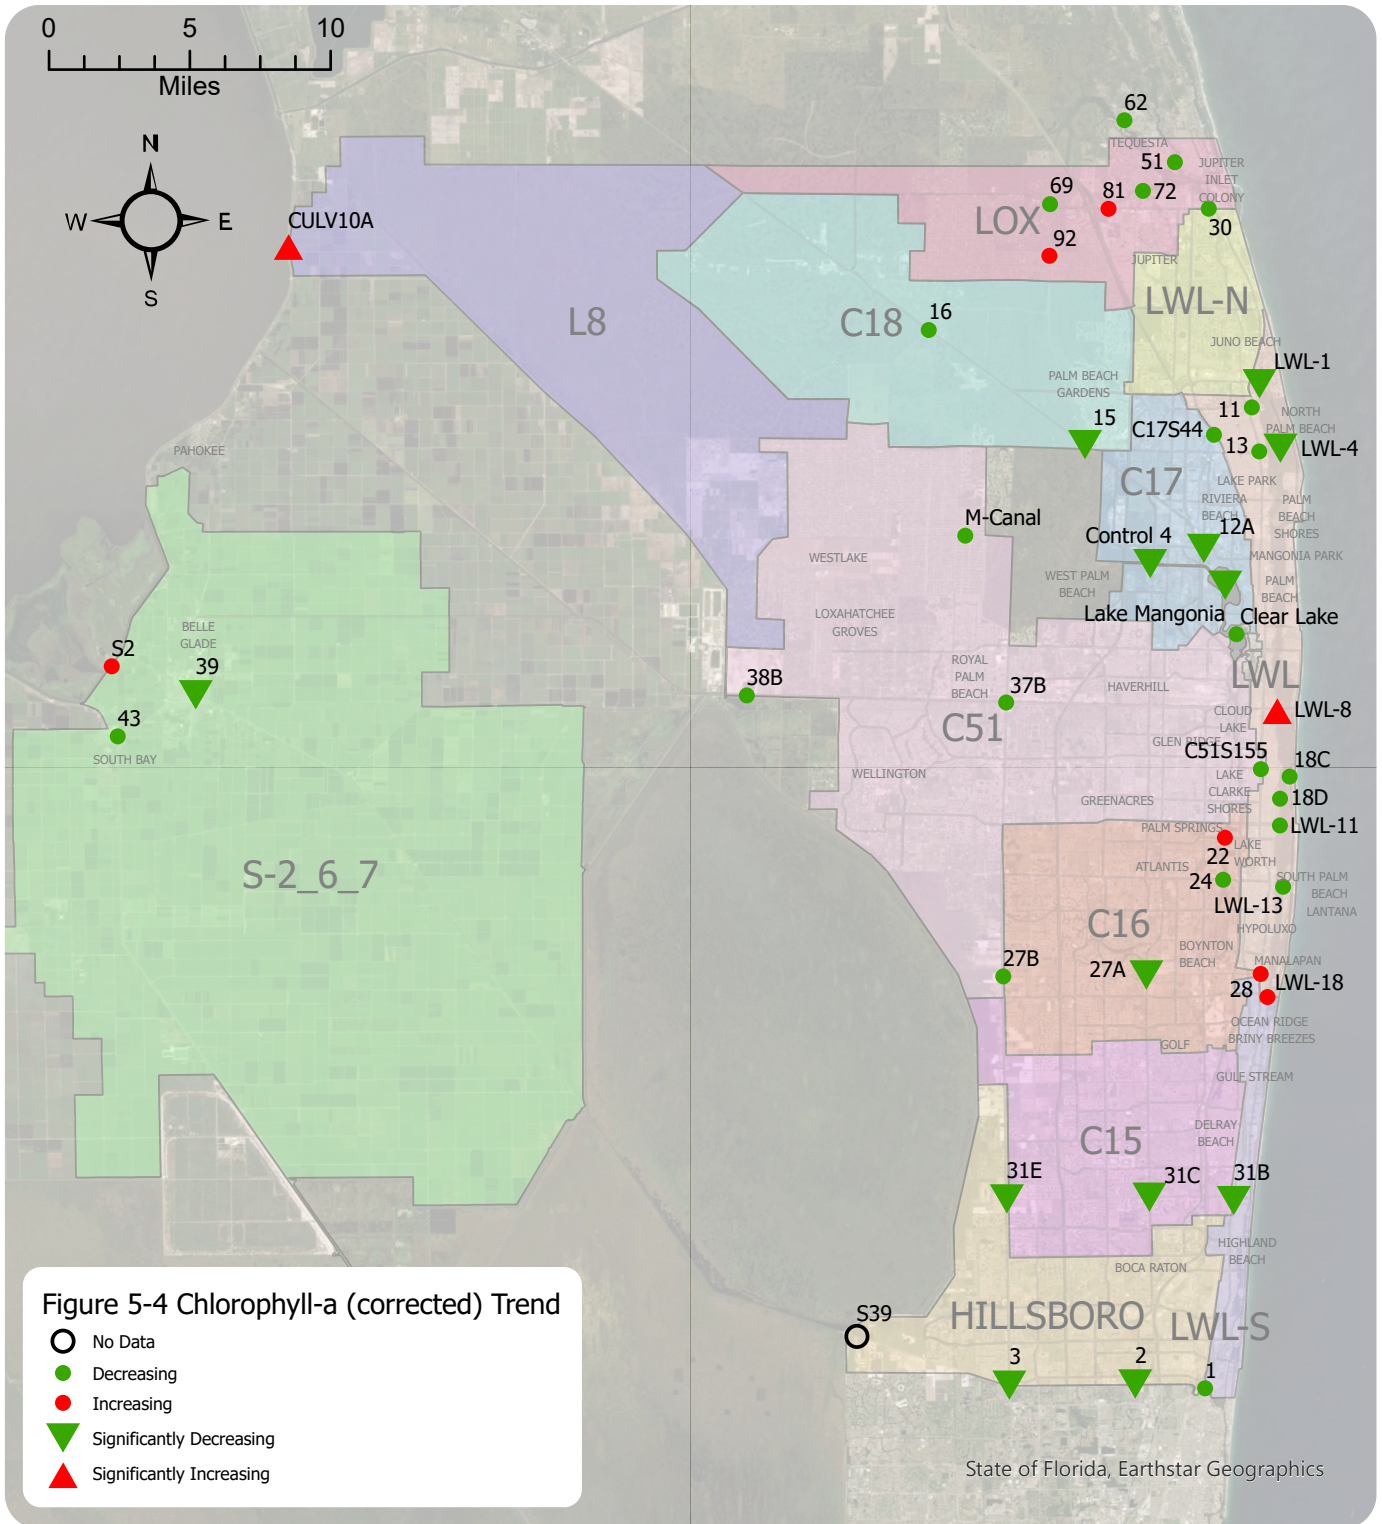 0 5 10
Miles
N
W E
S
62
TEQUESTA
51
JUPITER
INLET
COLONY
69
81
72
30
LOX
92
JUPITER
CULV10A
LWL-N
L8
C18
16
JUNO BEACH
LWL-1
PALM BEACH
GARDENS
15
11
NORTH
PALM BEACH
C17S44
13
LWL-4
PAHOKEE
C17
LAKE PARK
RIVIERA
BEACH
PALM
BEACH
SHORES
M-Canal
Control 4
12A
MANGONIA PARK
WESTLAKE
WEST PALM
BEACH
PALM
BEACH
Lake Mangonia
Clear Lake
LOXAHATCHEE
GROVES
BELLE
GLADE
S2
39
ROYAL
PALM
BEACH
38B
37B
HAVERHILL
LWL
C51
CLOUD
LAKE
LWL-8
43
GLEN RIDGE
SOUTH BAY
C51S155
18C
WELLINGTON
LAKE
CLARKE
SHORES
18D
GREENACRES
LWL-11
PALM SPRINGS
22
LAKE
WORTH
ATLANTIS
24
SOUTH PALM
BEACH
LANTANA
LWL-13
S-2_6_7
C16
HYPOLUXO
BOYNTON
BEACH
27B
27A
MANALAPAN
28
LWL-18
OCEAN RIDGE
BRINY BREEZES
GOLF
GULF STREAM
C15
DELRAY
BEACH
31E
31C
31B
HIGHLAND
BEACH
BOCA RATON
S39
HILLSBORO
LWL-S
3
2
1
Figure 5-4 Chlorophyll-a (corrected) Trend
No Data
Decreasing
Increasing
Significantly Decreasing
Significantly Increasing
State of Florida, Earthstar Geographics
27B